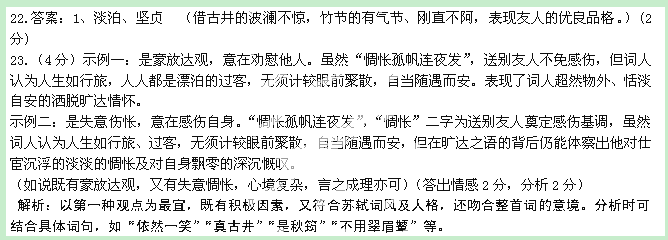 22.答案：1、淡泊、坚贞　（借古井的波澜不惊，竹节的有气节、刚直不阿，表现友人的优良品格。）(2
分)
23.（4分）示例一：是豪放达观，意在劝慰他人。虽然“惆怅孤帆连夜发”，送别友人不免感伤，但词人
认为人生如行旅，人人都是漂泊的过客，无须计较眼前聚散，自当随遇而安。表现了词人超然物外、恬淡
自安的洒脱旷达情怀。
示例二：是失意伤怅，意在感伤自身。“惆怅孤帆连夜发”，“惆怅”二字为送别友人奠定感伤基调，虽然
词人认为人生如行旅、过客，无须计较眼前聚散，自当随遇而安，但在旷达之语的背后仍能体察出他对仕
宦沉浮的淡淡的惆怅及对自身飘零的深沉慨叹。
（如说既有豪放达观，又有失意惆怅，心境复杂，言之成理亦可）（答出情感2分，分析2分）
解析：以第一种观点为最宜，既有积极因素，又符合苏轼词风及人格，还吻合整首词的意境。分析时可
结合具体词句，如“依然一笑”“真古井”“是秋筠”“不用翠眉颦”等。